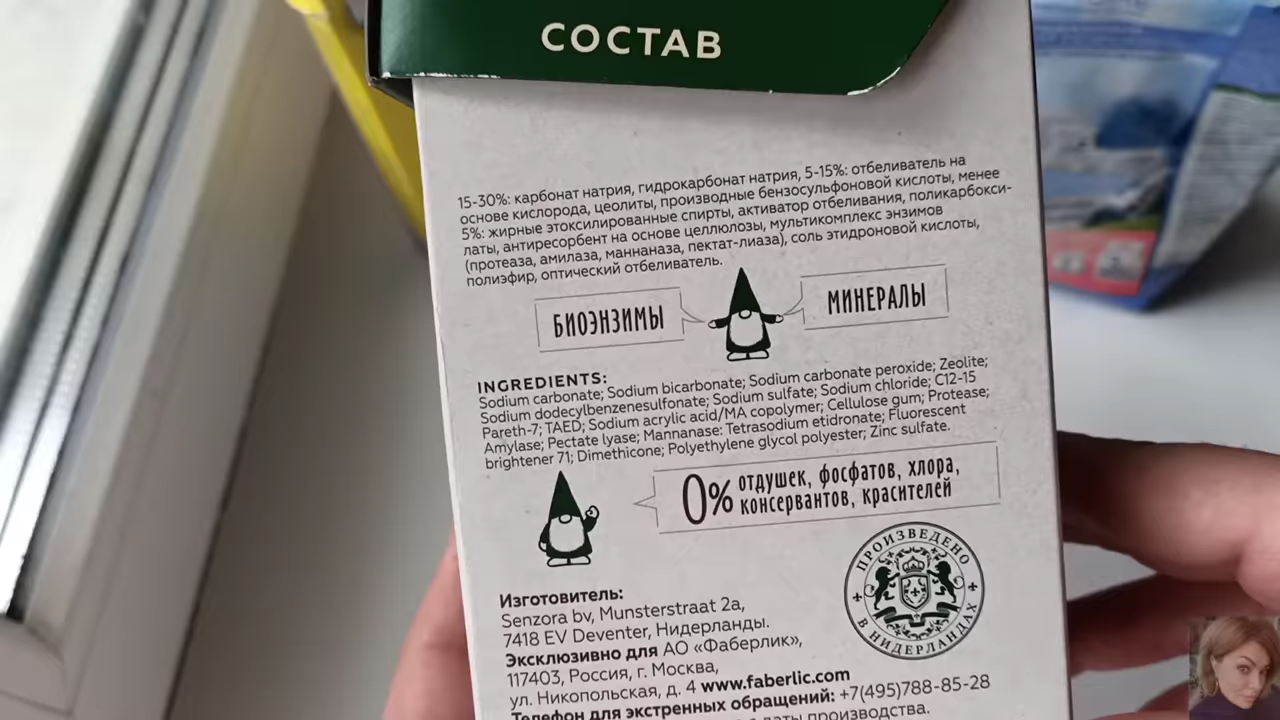 СОСТАВ
15-30%: карбонат натрия, гидрокарбонат натрия, 5-15%: отбеливатель на
основе кислорода, цеолиты, производные бензосульфоновой кислоты, менее
5%: жирные этоксилированные спирты, активатор отбеливания, поликарбокси-
латы, антиресорбент на основе целлюлозы, мультикомплекс энзимов
(протеаза, амилаза, маннаназа, пектат-лиаза), соль этидроновой кислоты,
полиэфир, оптический отбеливатель.
БИОЭНЗИМЫ
МИНЕРАЛЫ
INGREDIENTS:
Sodium carbonate; Sodium bicarbonate; Sodium carbonate peroxide; Zeolite;
Sodium dodecylbenzenesulfonate; Sodium sulfate; Sodium chloride; C12-15
Pareth-7; TAED; Sodium acrylic acid/MA copolymer; Cellulose gum; Protease;
Amylase; Pectate lyase; Mannanase: Tetrasodium etidronate; Fluorescent
brightener 71; Dimethicone; Polyethylene glycol polyester; Zinc sulfate.
0% отдушек, фосфатов, хлора,
консервантов, красителей
ПРОИЗВЕДЕНО
В НИДЕРЛАНДАХ
Изготовитель:
Senzora bv, Munsterstraat 2a,
7418 EV Deventer, Нидерланды.
Эксклюзивно для АО «Фаберлик»,
117403, Россия, г. Москва,
ул. Никопольская, д. 4 www.faberlic.com
Телефон для экстренных обращений: +7(495)788-85-28
с даты производства.